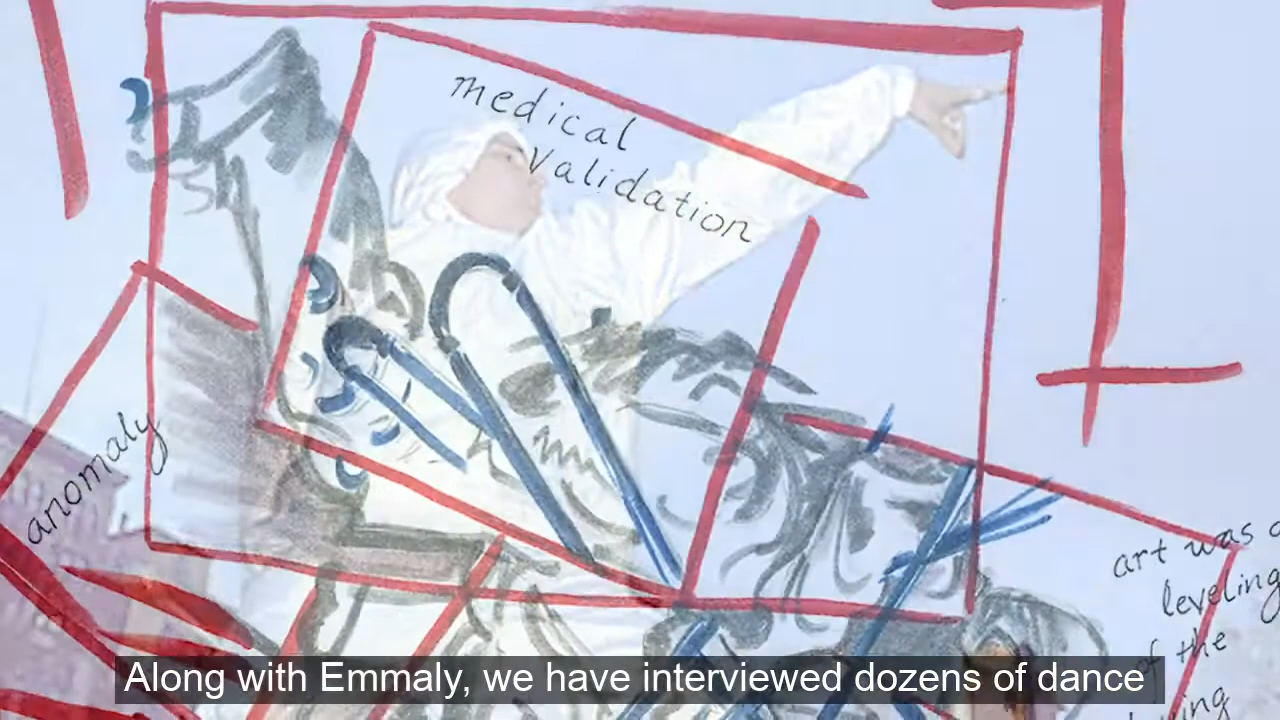 medical
validation
anomaly
art was
leveling
of the
Along with Emmaly, we have interviewed dozens of dance